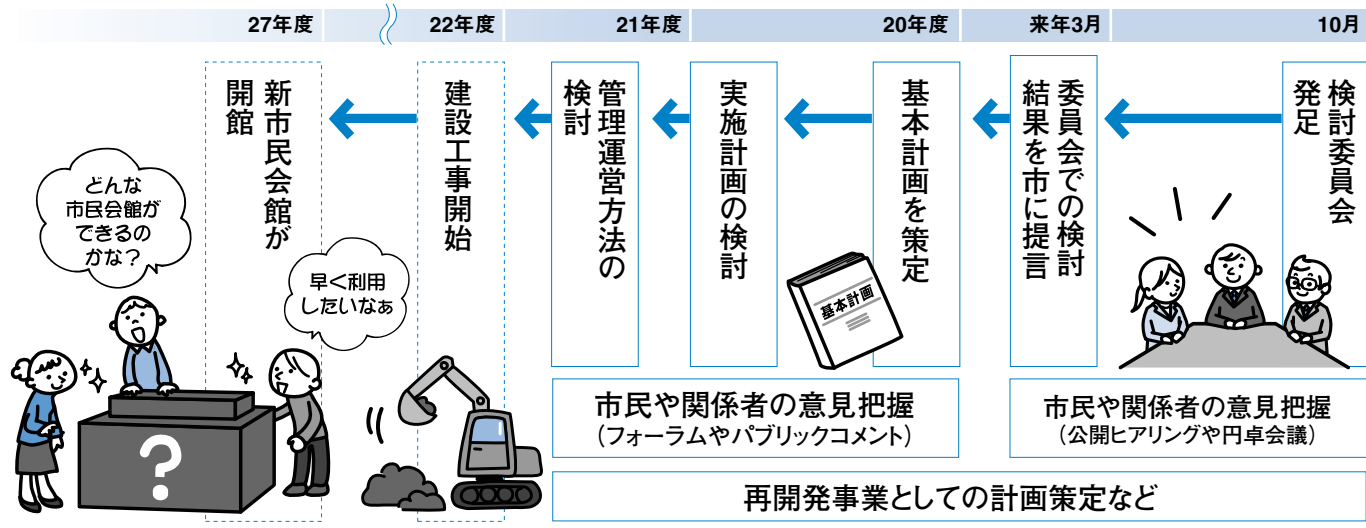 10月
来年3月
20年度
21年度
22年度
27年度
検討委員会
発足
委員会での検討
結果を市に提言
基本計画を策定
実施計画の検討
管理運営方法の
検討
建設工事開始
新市民会館が
開館
どんな
市民会館が
できるの
かな?
早く利用
したいなぁ
基本計画
?
市民や関係者の意見把握
(公開ヒアリングや円卓会議)
市民や関係者の意見把握
(フォーラムやパブリックコメント)
再開発事業としての計画策定など